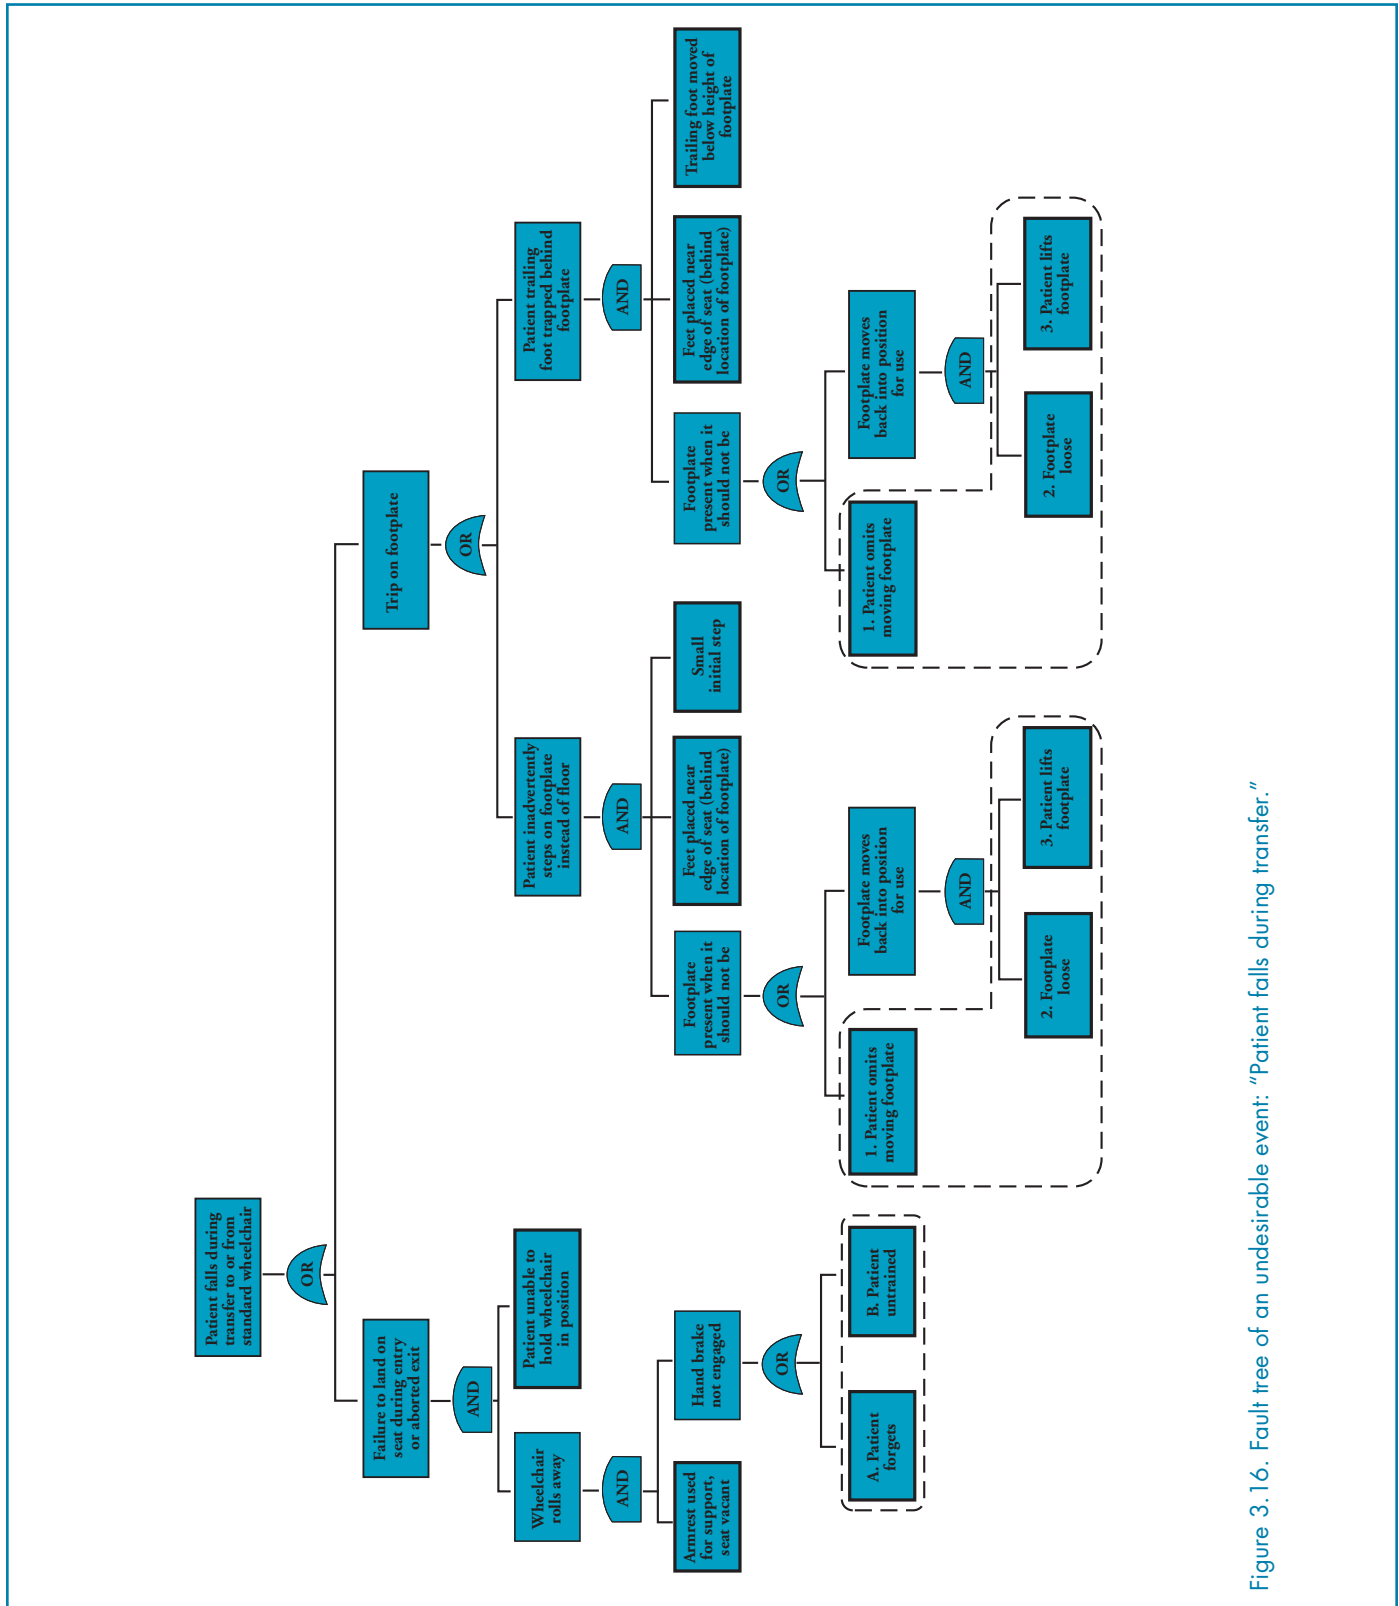 Patient falls during
transfer to or from
standard wheelchair
OR
Failure to land on
seat during entry
or aborted exit
Trip on footplate
AND
OR
Wheelchair
rolls away
Patient unable to
hold wheelchair
in position
Patient inadvertently
steps on footplate
instead of floor
Patient trailing
foot trapped behind
footplate
AND
AND
AND
Armrest used
for support,
seat vacant
Hand brake
not engaged
Footplate
present when it
should not be
Feet placed near
edge of seat (behind
location of footplate)
Small
initial step
Footplate
present when it
should not be
Feet placed near
edge of seat (behind
location of footplate)
Trailing foot moved
below height of
footplate
OR
OR
OR
A. Patient
forgets
B. Patient
untrained
1. Patient omits
moving footplate
Footplate moves
back into position
for use
1. Patient omits
moving footplate
Footplate moves
back into position
for use
AND
AND
2. Footplate
loose
3. Patient lifts
footplate
2. Footplate
loose
3. Patient lifts
footplate
Figure 3.16. Fault tree of an undesirable event: “Patient falls during transfer.”